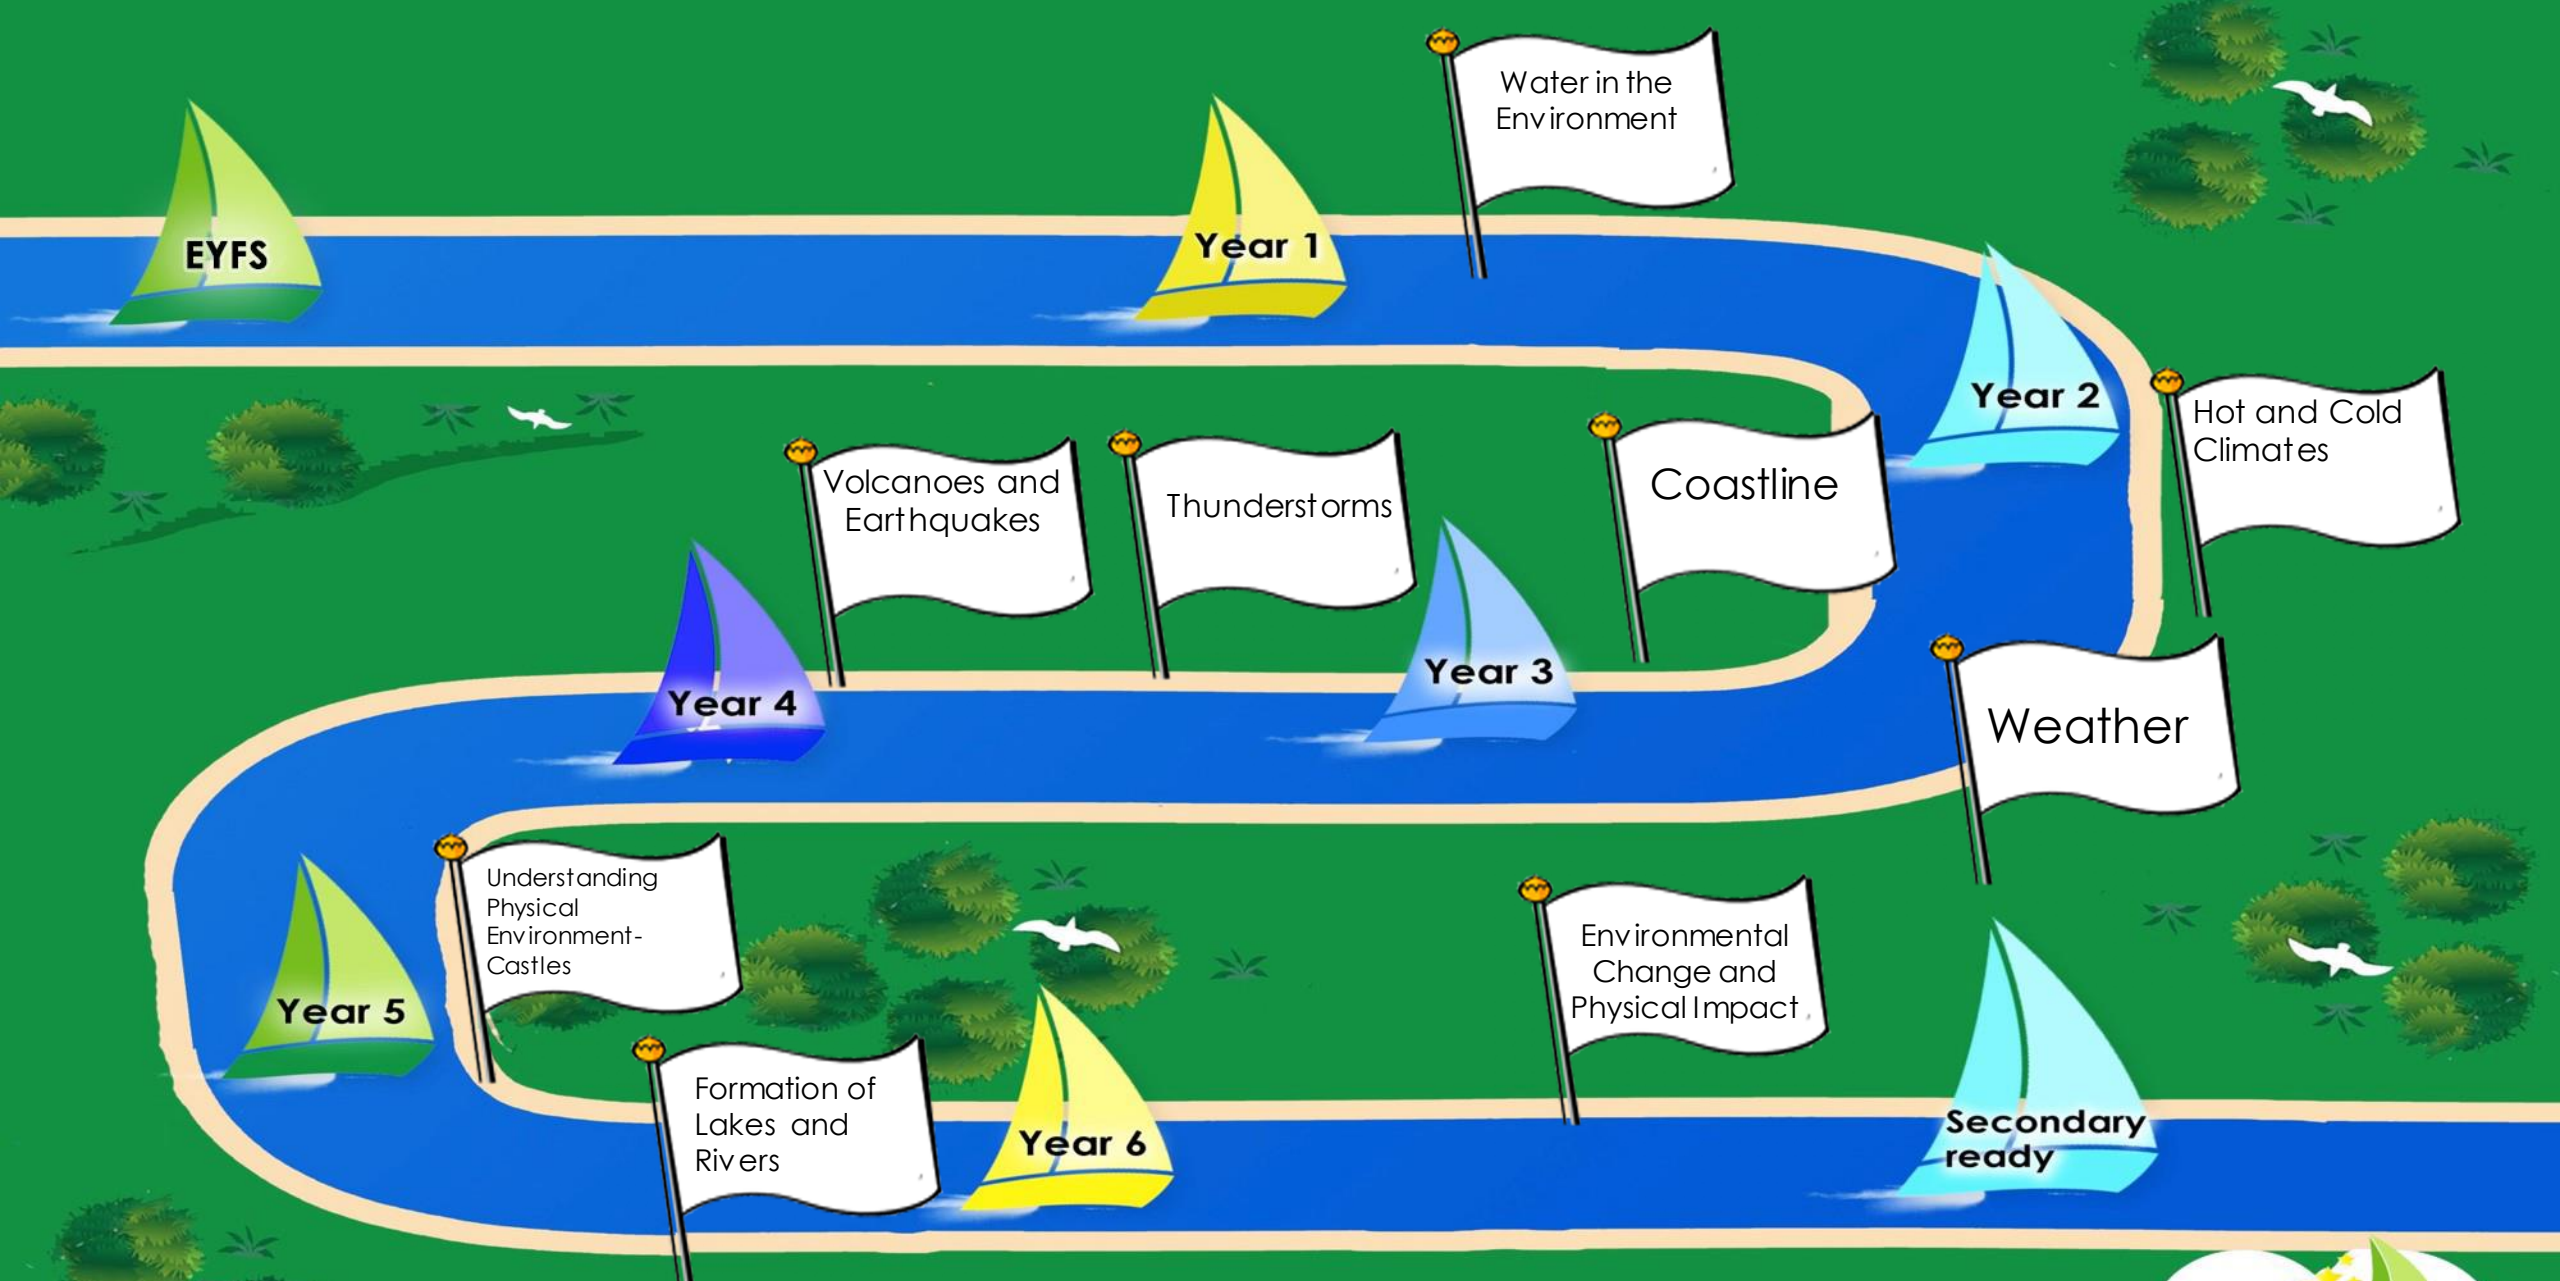 EYFS
Year 1
Water in the
Environment
Year 2
Hot and Cold
Climates
Weather
Coastline
Year 3
Thunderstorms
Volcanoes and
Earthquakes
Year 4
Year 5
Understanding
Physical
Environment-
Castles
Formation of
Lakes and
Rivers
Year 6
Environmental
Change and
Physical Impact
Secondary
ready